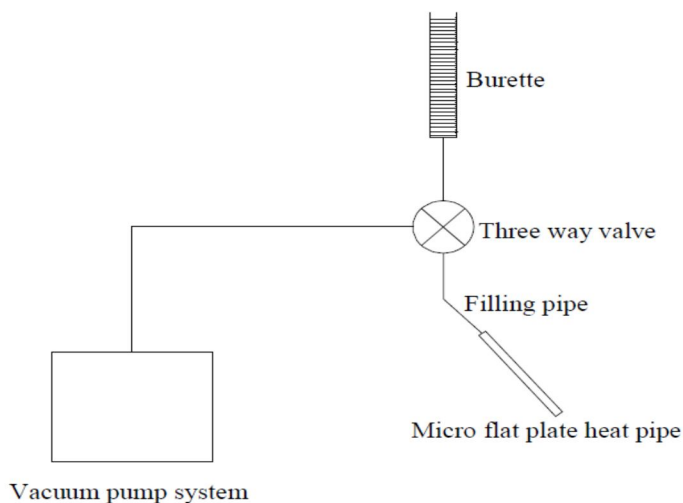 Burette
Three way valve
Filling pipe
Micro flat plate heat pipe
Vacuum pump system